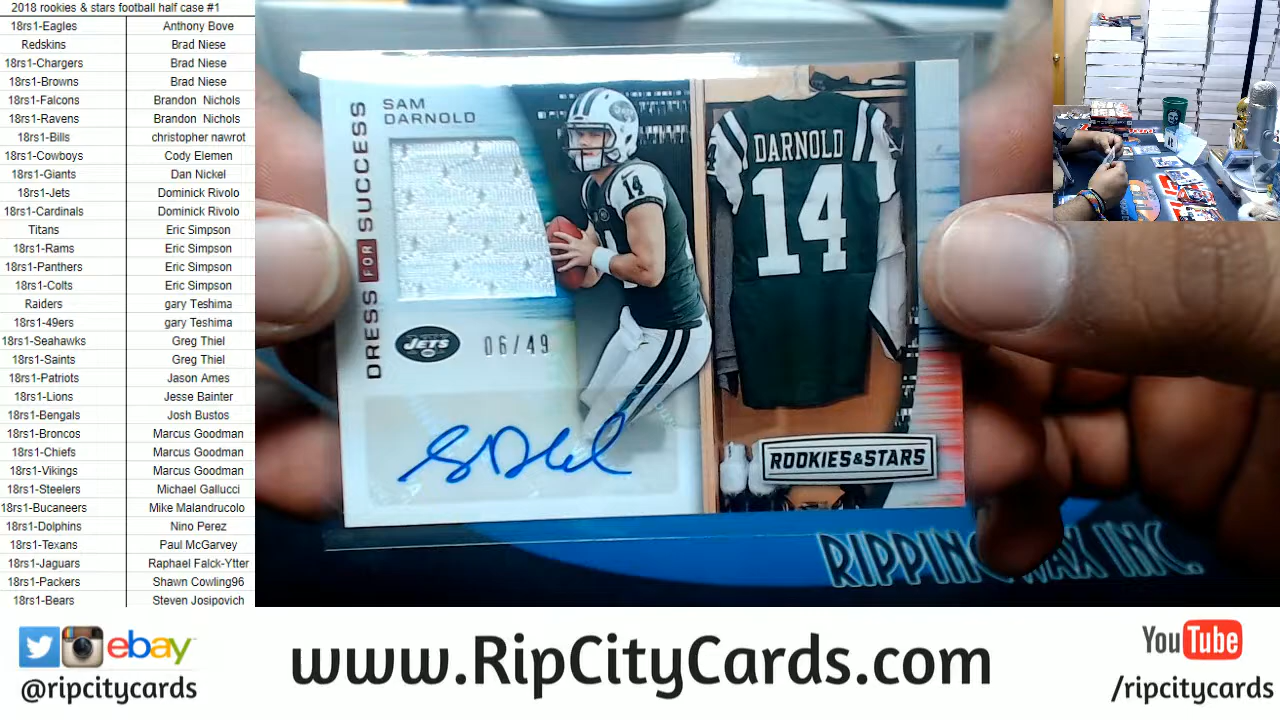 2018 rookies & stars football half case #1
18rs1-Eagles Anthony Bove
Redskins Brad Niese
18rs1-Chargers Brad Niese
18rs1-Browns Brad Niese
18rs1-Falcons Brandon Nichols
18rs1-Ravens Brandon Nichols
18rs1-Bills christopher nawrot
18rs1-Cowboys Cody Elemen
18rs1-Giants Dan Nickel
18rs1-Jets Dominick Rivolo
18rs1-Cardinals Dominick Rivolo
Titans Eric Simpson
18rs1-Rams Eric Simpson
18rs1-Panthers Eric Simpson
18rs1-Colts Eric Simpson
Raiders gary Teshima
18rs1-49ers gary Teshima
18rs1-Seahawks Greg Thiel
18rs1-Saints Greg Thiel
18rs1-Patriots Jason Ames
18rs1-Lions Jesse Bainter
18rs1-Bengals Josh Bustos
18rs1-Broncos Marcus Goodman
18rs1-Chiefs Marcus Goodman
18rs1-Vikings Marcus Goodman
18rs1-Steelers Michael Gallucci
18rs1-Bucaneers Mike Malandrucolo
18rs1-Dolphins Nino Perez
18rs1-Texans Paul McGarvey
18rs1-Jaguars Raphael Falck-Ytter
18rs1-Packers Shawn Cowling96
18rs1-Bears Steven Josipovich
DRESS FOR SUCCESS
SAM
DARNOLD
14
JETS
06/49
DARNOLD
14
ROOKIES&STARS
RIPPING WAX INC.
ebay
@ripcitycards
www.RipCityCards.com
YouTube
/ripcitycards